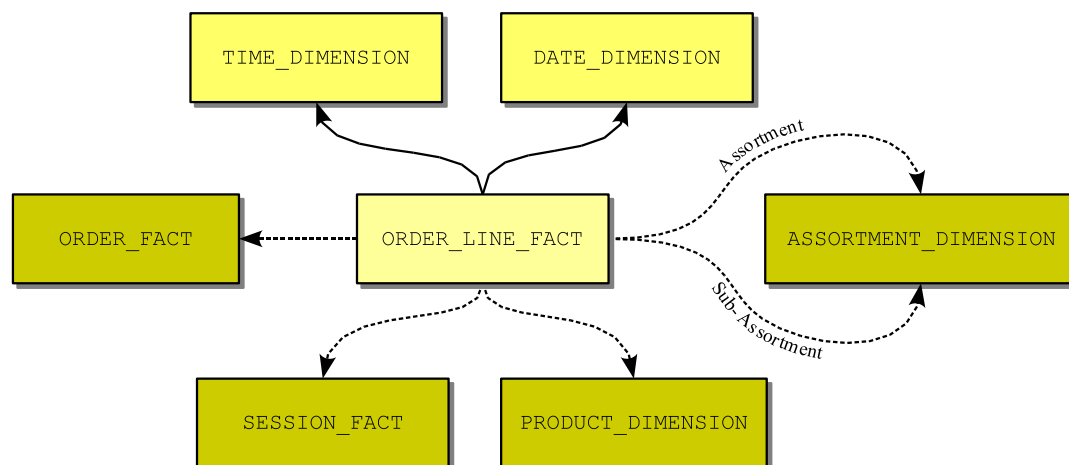 TIME_DIMENSION
DATE_DIMENSION
Assortment
ORDER_FACT
ORDER_LINE_FACT
ASSORTMENT_DIMENSION
Sub-Assortment
SESSION_FACT
PRODUCT_DIMENSION